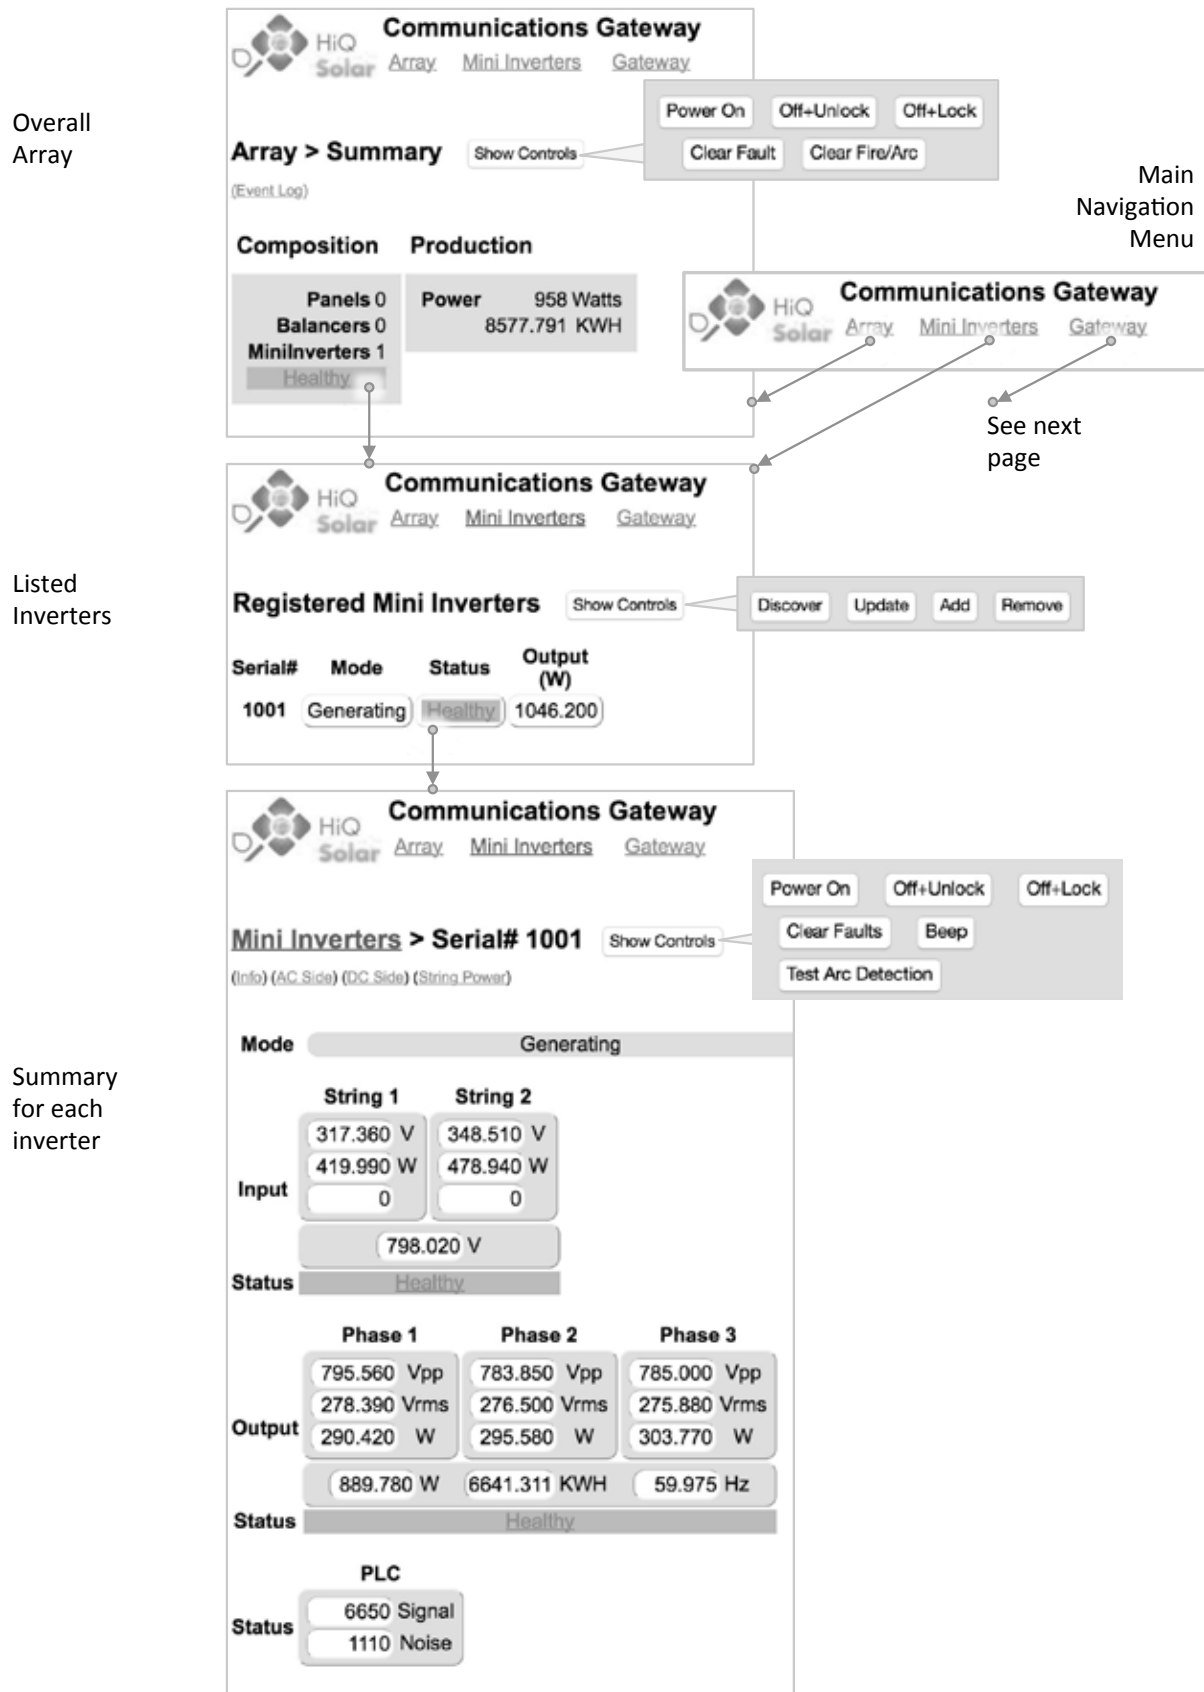 Communications Gateway
HiQ
Solar
Array Mini Inverters Gateway
Overall
Array
Array > Summary Show Controls
Power On Off+Unlock Off+Lock
Clear Fault Clear Fire/Arc
(Event Log)
Main
Navigation
Menu
Composition Production
Panels 0
Balancers 0
MiniInverters 1
Healthy
Power 958 Watts
8577.791 KWH
Communications Gateway
HiQ
Solar
Array Mini Inverters Gateway
See next
page
Communications Gateway
HiQ
Solar
Array Mini Inverters Gateway
Listed
Inverters
Registered Mini Inverters Show Controls
Discover Update Add Remove
Serial# Mode Status Output
(W)
1001 Generating Healthy 1046.200
Communications Gateway
HiQ
Solar
Array Mini Inverters Gateway
Mini Inverters > Serial# 1001 Show Controls
Power On Off+Unlock Off+Lock
Clear Faults Beep
Test Arc Detection
(Info) (AC Side) (DC Side) (String Power)
Mode Generating
Summary
for each
inverter
String 1 String 2
317.360 V 348.510 V
419.990 W 478.940 W
Input 0 0
798.020 V
Status Healthy
Phase 1 Phase 2 Phase 3
795.560 Vpp 783.850 Vpp 785.000 Vpp
278.390 Vrms 276.500 Vrms 275.880 Vrms
Output 290.420 W 295.580 W 303.770 W
889.780 W 6641.311 KWH 59.975 Hz
Status Healthy
PLC
Status 6650 Signal
1110 Noise